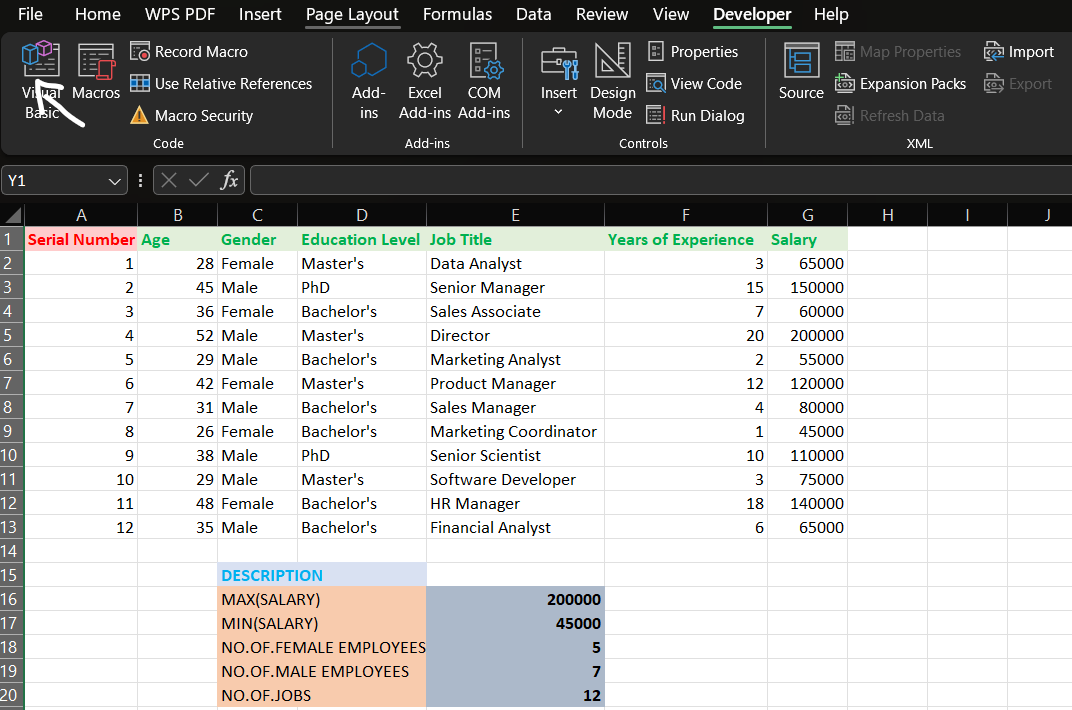 File Home WPS PDF Insert Page Layout Formulas Data Review View Developer Help
Visual Basic
Macros
Record Macro
Use Relative References
Macro Security
Code
Add-ins
Excel Add-ins
COM Add-ins
Add-ins
Insert
Design Mode
Properties
View Code
Run Dialog
Controls
Source
Map Properties
Expansion Packs
Refresh Data
Import
Export
XML
Y1 fx
A B C D E F G H I J
1 Serial Number Age Gender Education Level Job Title Years of Experience Salary
2 1 28 Female Master's Data Analyst 3 65000
3 2 45 Male PhD Senior Manager 15 150000
4 3 36 Female Bachelor's Sales Associate 7 60000
5 4 52 Male Master's Director 20 200000
6 5 29 Male Bachelor's Marketing Analyst 2 55000
7 6 42 Female Master's Product Manager 12 120000
8 7 31 Male Bachelor's Sales Manager 4 80000
9 8 26 Female Bachelor's Marketing Coordinator 1 45000
10 9 38 Male PhD Senior Scientist 10 110000
11 10 29 Male Master's Software Developer 3 75000
12 11 48 Female Bachelor's HR Manager 18 140000
13 12 35 Male Bachelor's Financial Analyst 6 65000
14
15 DESCRIPTION
16 MAX(SALARY) 200000
17 MIN(SALARY) 45000
18 NO.OF.FEMALE EMPLOYEES 5
19 NO.OF.MALE EMPLOYEES 7
20 NO.OF.JOBS 12